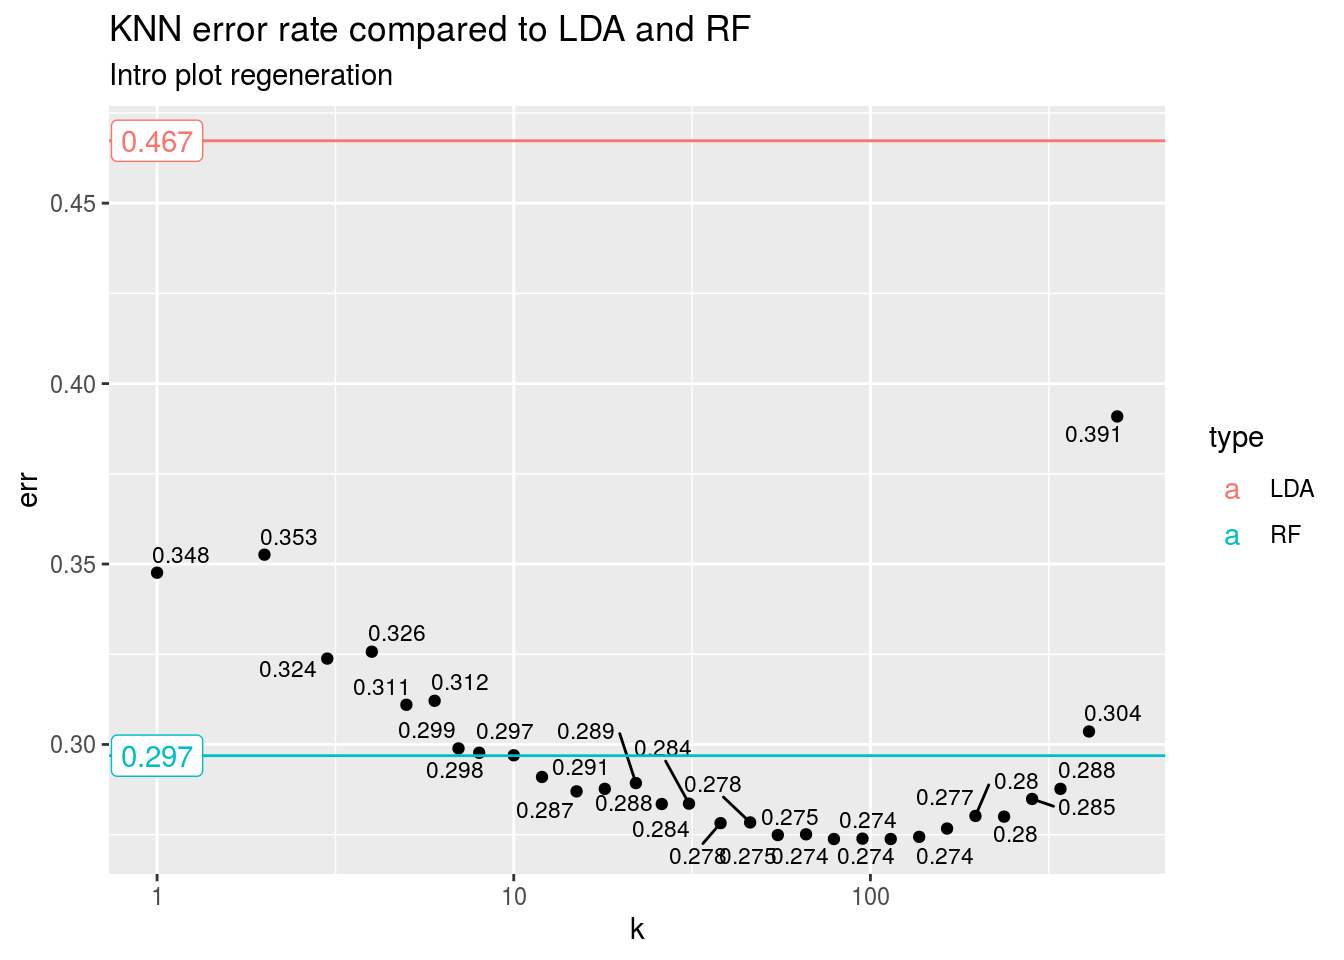 KNN error rate compared to LDA and RF
Intro plot regeneration
0.467
0.45
0.40
0.391
0.353
0.348
0.35
0.326
0.324
0.312
0.311
0.304
0.299 0.297 0.289
0.30
0.284
0.297
0.298 0.291 0.288
0.278 0.28
0.277
0.287 0.288 0.285
0.275 0.274
0.284 0.28
0.278 0.275 0.274 0.274 0.274
1 10 100
k
err
type
a LDA
a RF